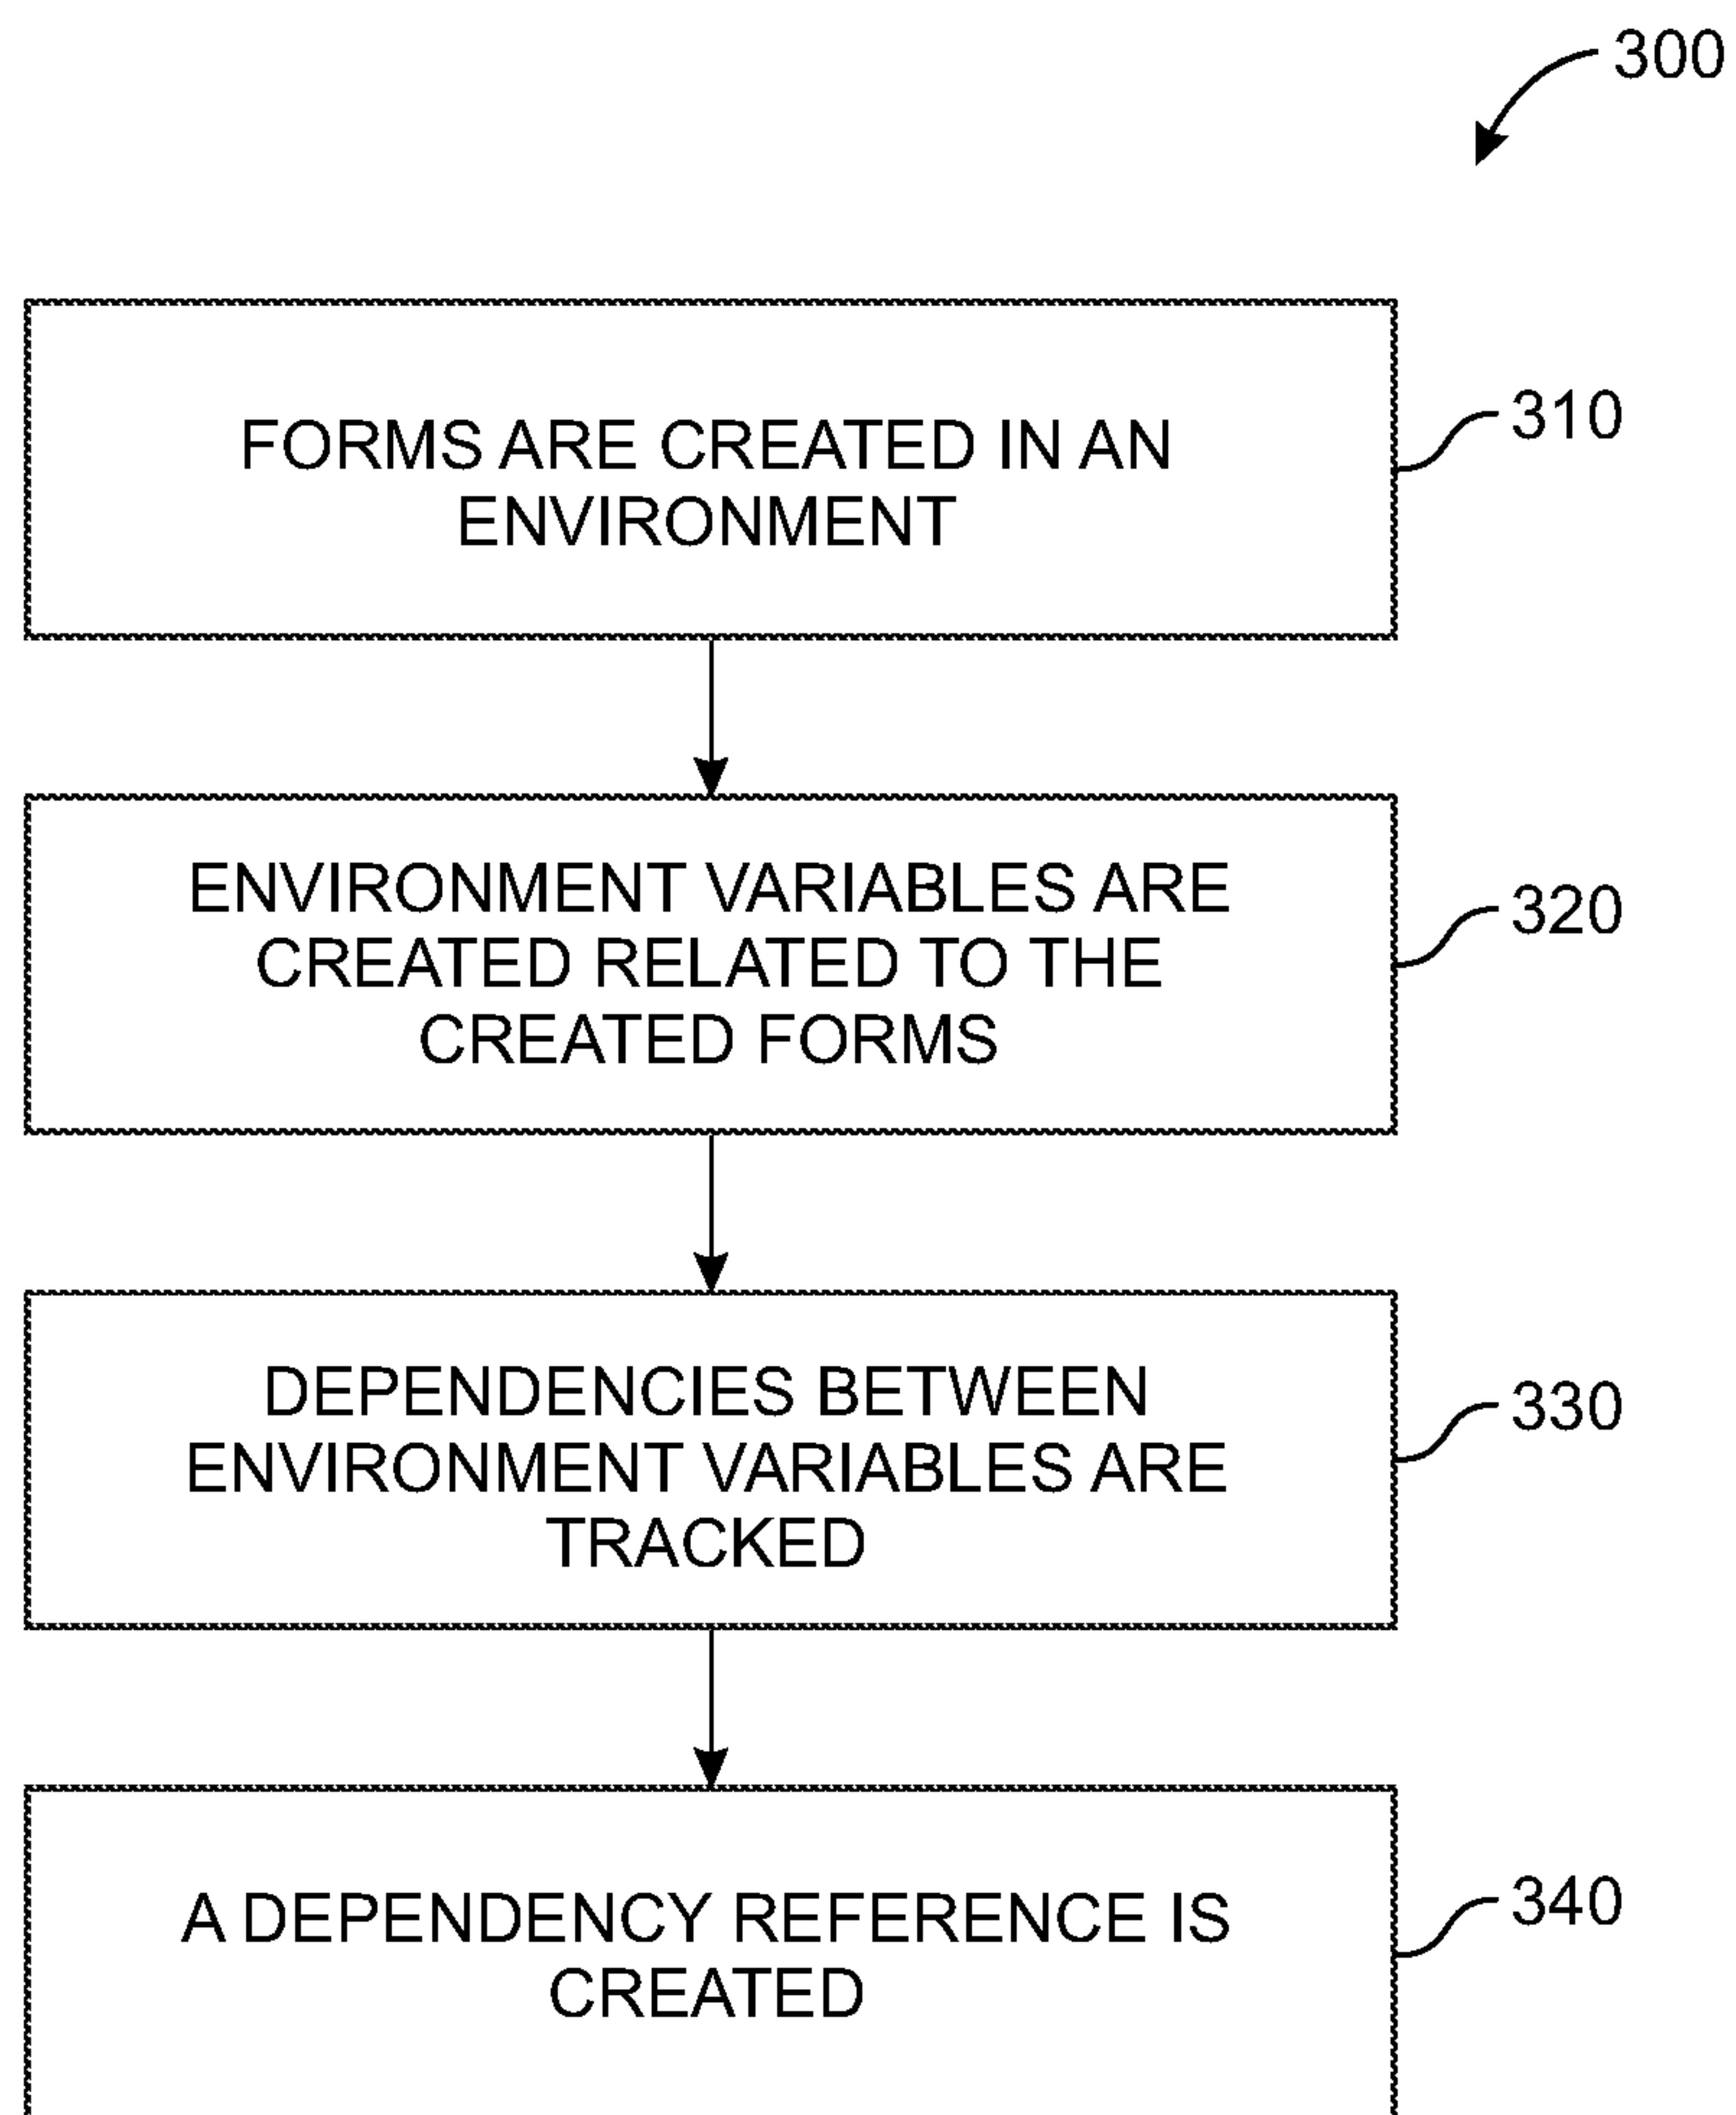 300
FORMS ARE CREATED IN AN
ENVIRONMENT
310
ENVIRONMENT VARIABLES ARE
CREATED RELATED TO THE
CREATED FORMS
320
DEPENDENCIES BETWEEN
ENVIRONMENT VARIABLES ARE
TRACKED
330
A DEPENDENCY REFERENCE IS
CREATED
340